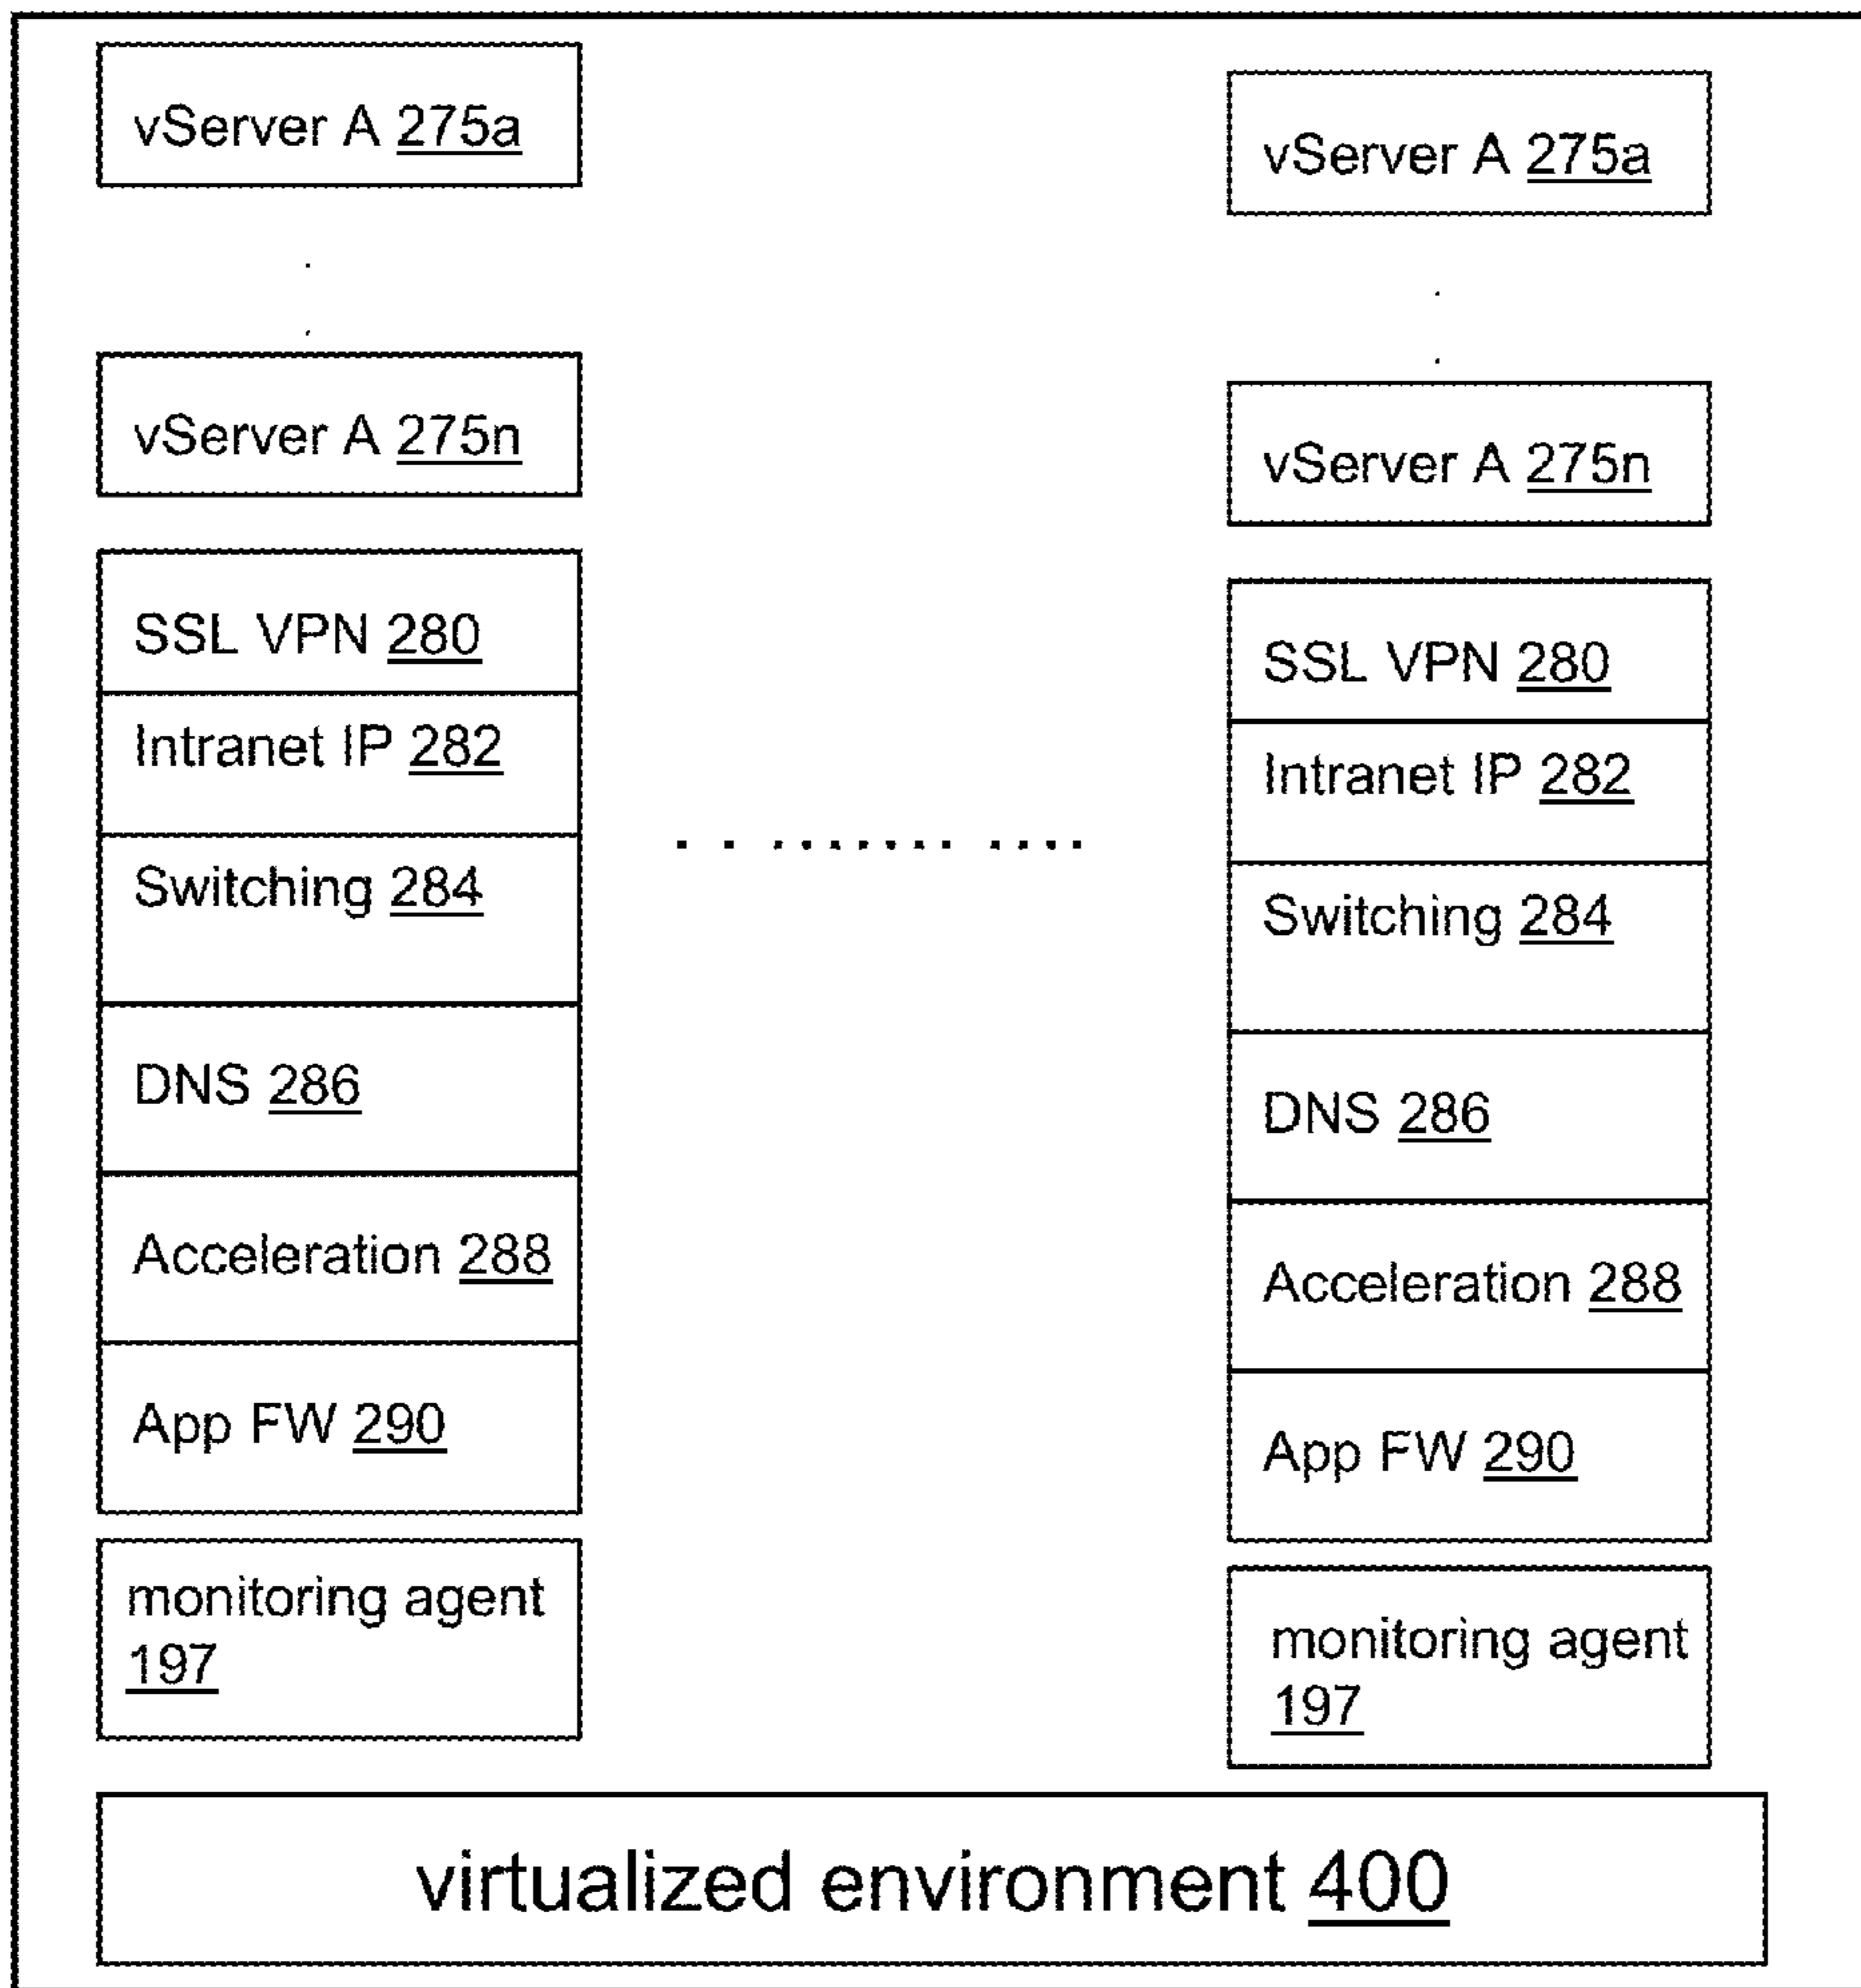 vServer A 275a
vServer A 275n
SSL VPN 280
Intranet IP 282
Switching 284
DNS 286
Acceleration 288
App FW 290
monitoring agent
197
vServer A 275a
vServer A 275n
SSL VPN 280
Intranet IP 282
Switching 284
DNS 286
Acceleration 288
App FW 290
monitoring agent
197
virtualized environment 400